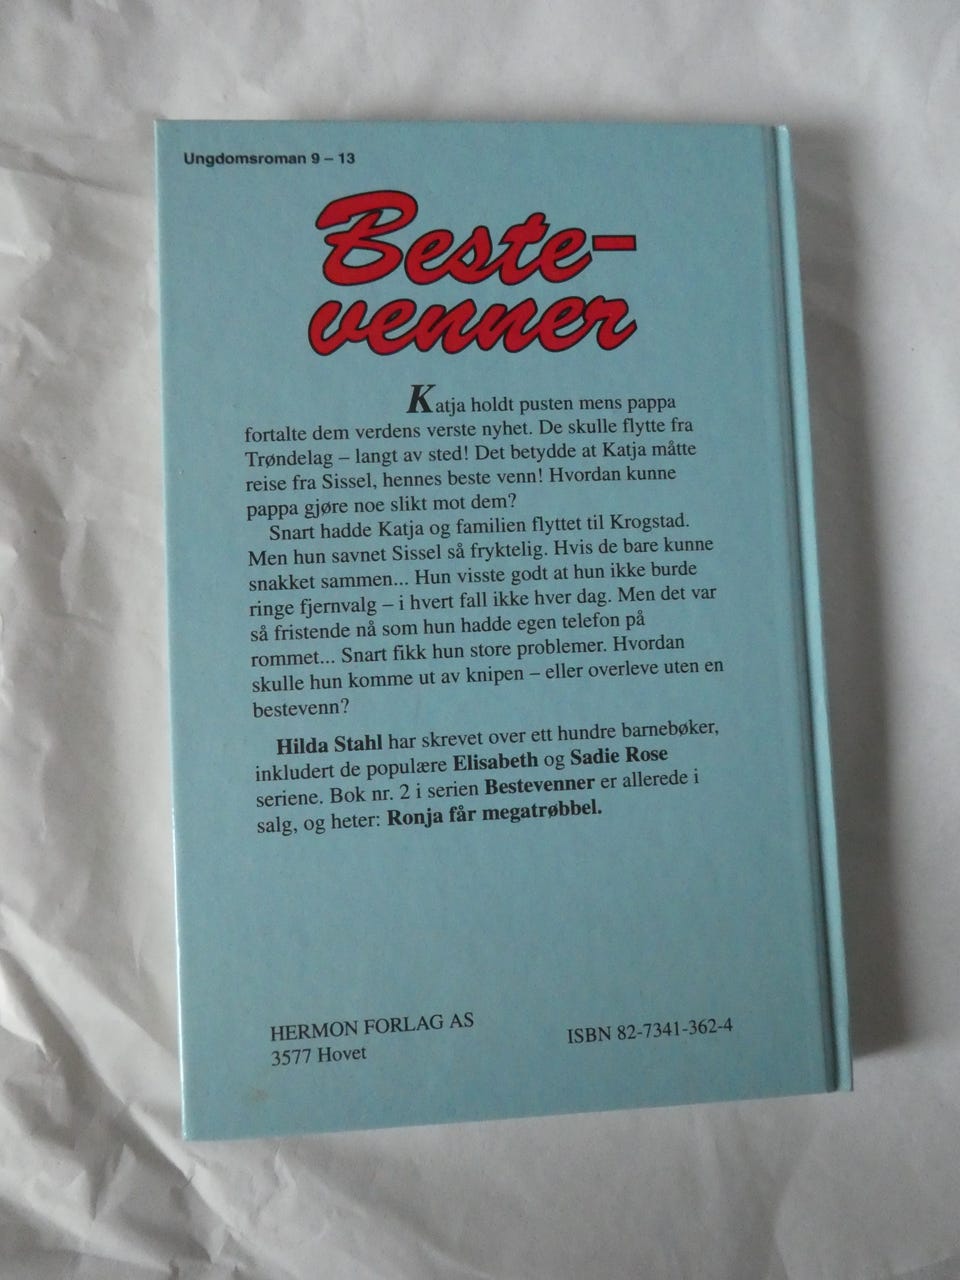 Ungdomsroman 9 – 13
Beste-
venner
Katja holdt pusten mens pappa
fortalte dem verdens verste nyhet. De skulle flytte fra
Trøndelag – langt av sted! Det betydde at Katja måtte
reise fra Sissel, hennes beste venn! Hvordan kunne
pappa gjøre noe slikt mot dem?
Snart hadde Katja og familien flyttet til Krogstad.
Men hun savnet Sissel så fryktelig. Hvis de bare kunne
snakket sammen... Hun visste godt at hun ikke burde
ringe fjernvalg – i hvert fall ikke hver dag. Men det var
så fristende nå som hun hadde egen telefon på
rommet... Snart fikk hun store problemer. Hvordan
skulle hun komme ut av knipen – eller overleve uten en
bestevenn?
Hilda Stahl har skrevet over ett hundre barnebøker,
inkludert de populære Elisabeth og Sadie Rose
seriene. Bok nr. 2 i serien Bestevenner er allerede i
salg, og heter: Ronja får megatrøbbel.
HERMON FORLAG AS
3577 Hovet
ISBN 82-7341-362-4